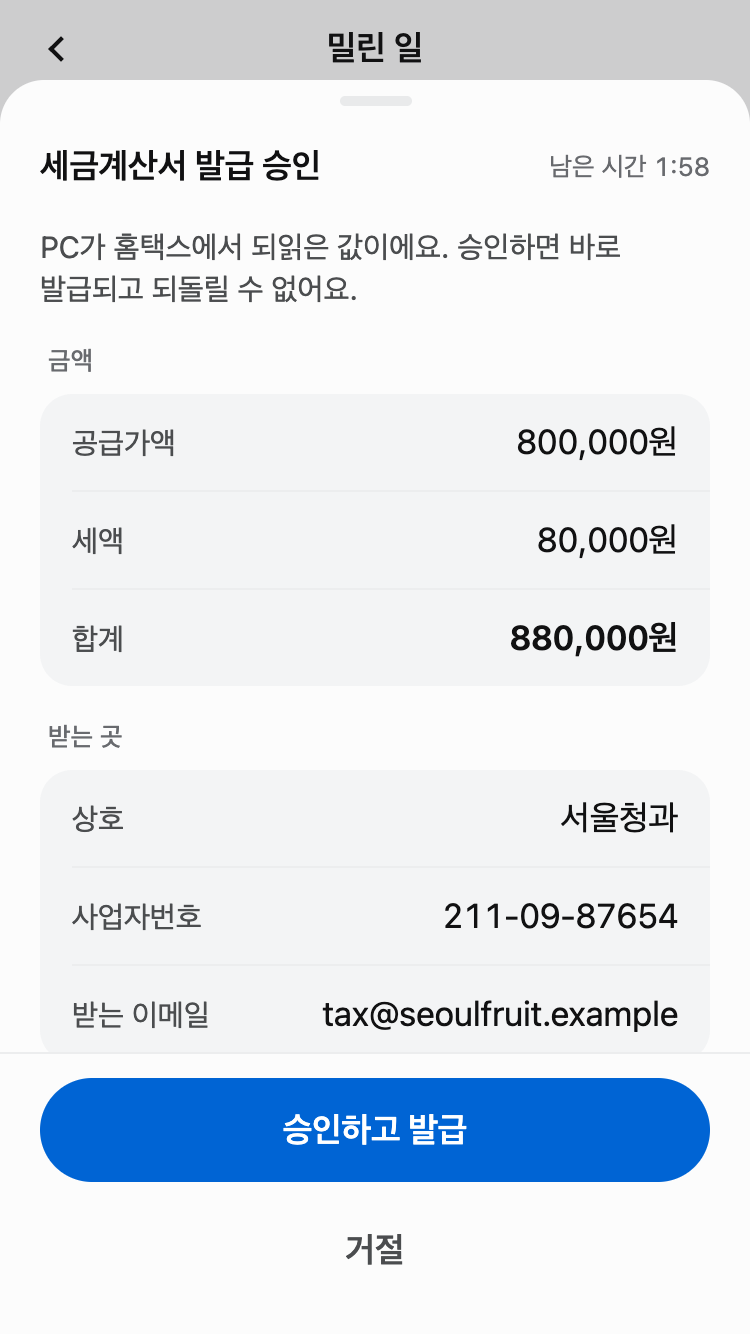 밀린 일
세금계산서 발급 승인
남은 시간 1:58
PC가 홈택스에서 되읽은 값이에요. 승인하면 바로
발급되고 되돌릴 수 없어요.
금액
공급가액 800,000원
세액 80,000원
합계 880,000원
받는 곳
상호 서울청과
사업자번호 211-09-87654
받는 이메일 tax@seoulfruit.example
승인하고 발급
거절